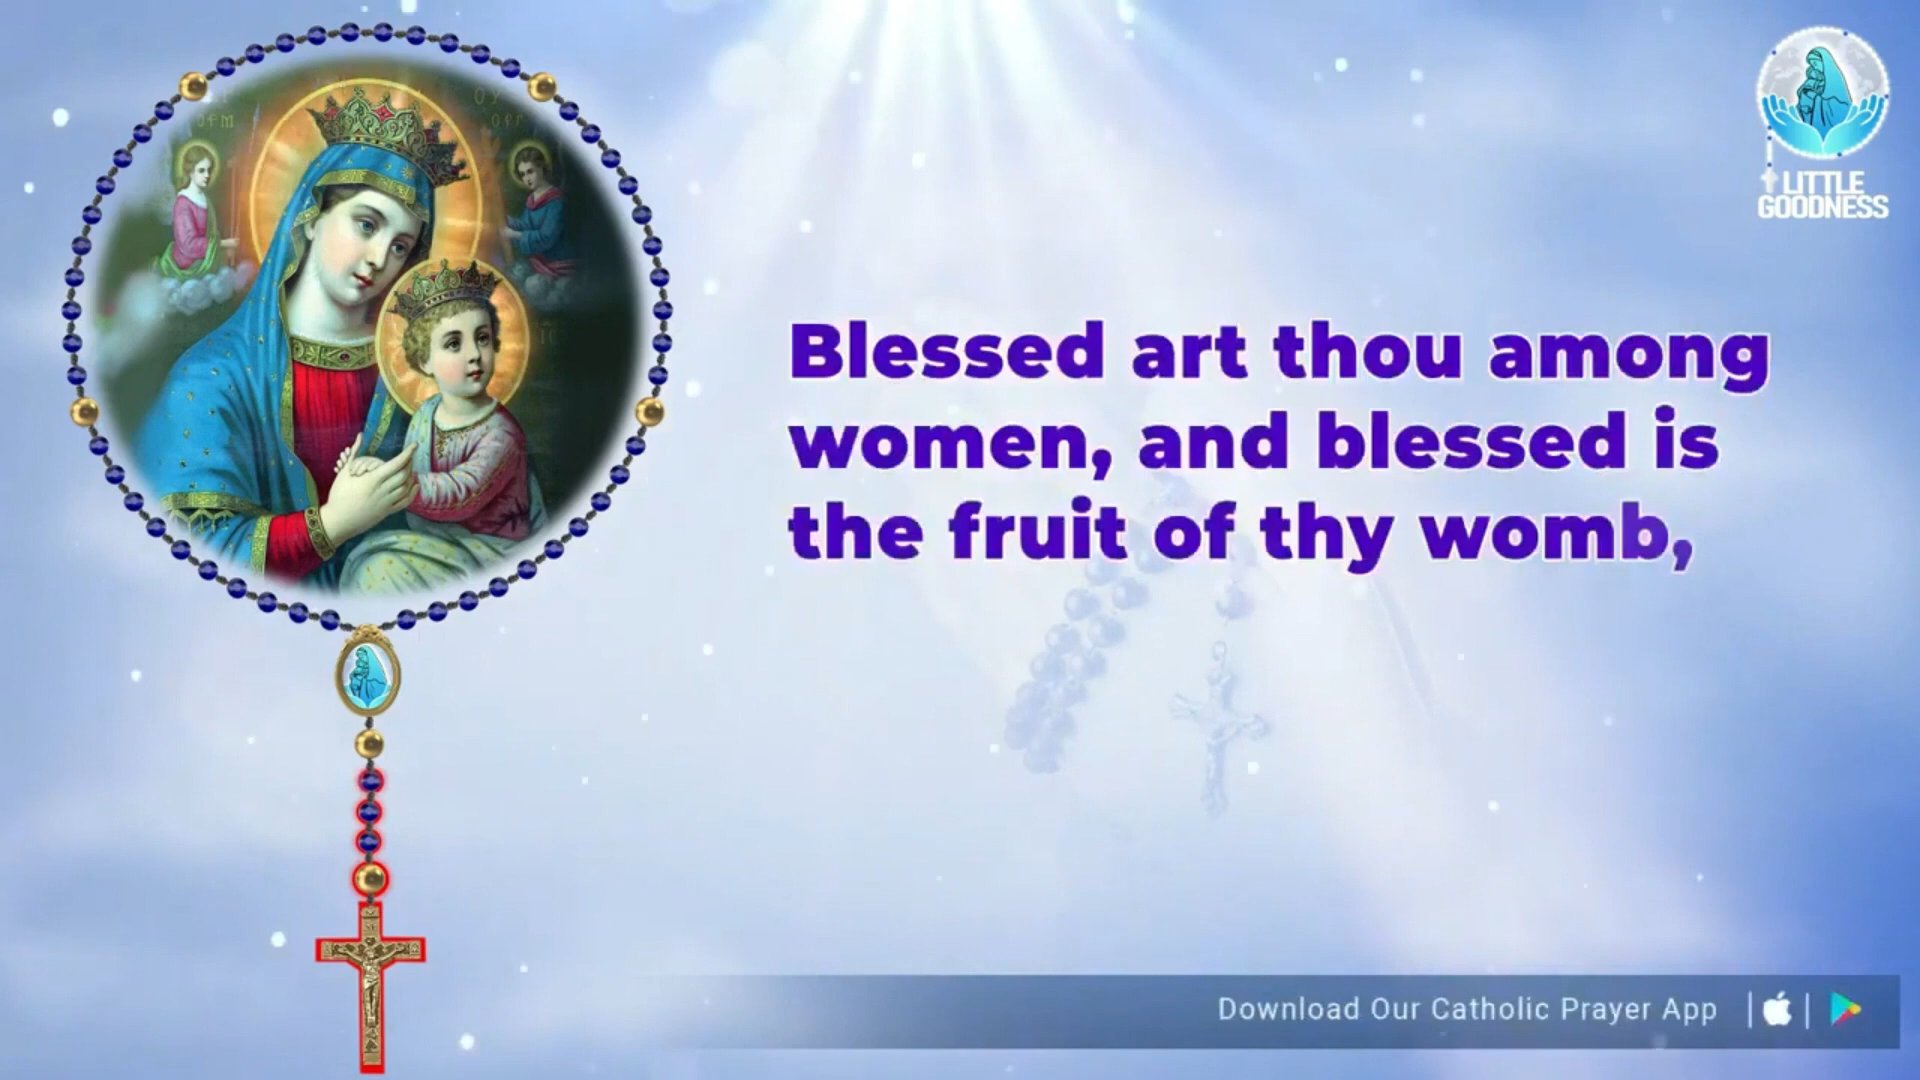 LITTLE
GOODNESS
Blessed art thou among
women, and blessed is
the fruit of thy womb,
Download Our Catholic Prayer App